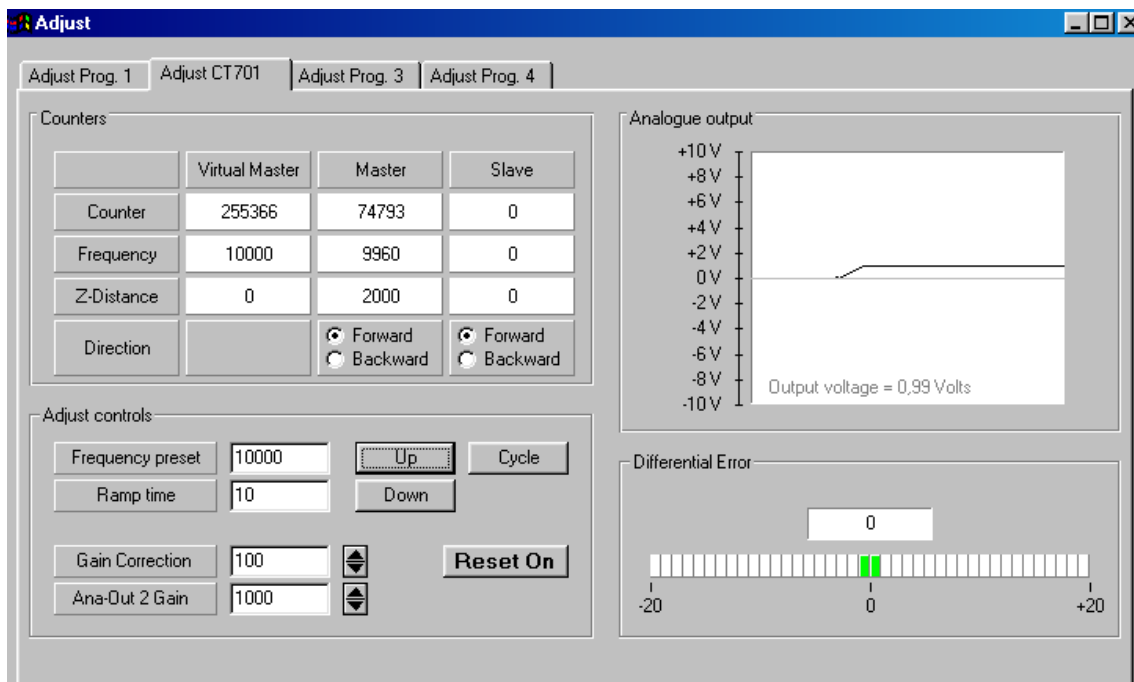 Adjust
Adjust Prog. 1 Adjust CT701 Adjust Prog. 3 Adjust Prog. 4
Counters
Virtual Master Master Slave
Counter 255366 74793 0
Frequency 10000 9960 0
Z-Distance 0 2000 0
Direction
Forward Forward
Backward Backward
Adjust controls
Frequency preset 10000 Up Cycle
Ramp time 10 Down
Gain Correction 100 Reset On
Ana-Out 2 Gain 1000
Analogue output
+10 V
+8 V
+6 V
+4 V
+2 V
0 V
-2 V
-4 V
-6 V
-8 V
-10 V
Output voltage = 0,99 Volts
Differential Error
0
-20 0 +20